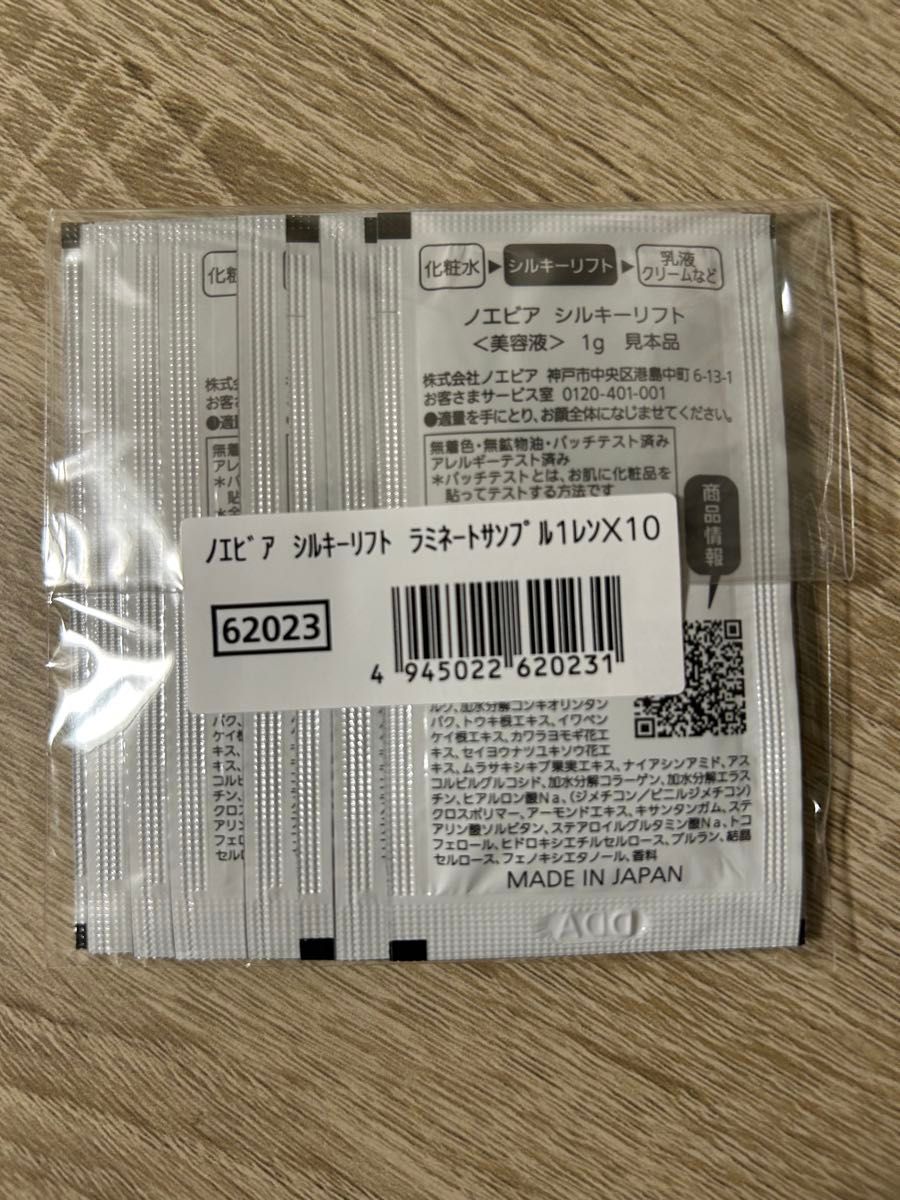 化粧水▶シルキーリフト▶乳液 クリームなど
ノエビア シルキーリフト
＜美容液＞ 1g 見本品
株式会社ノエビア 神戸市中央区港島中町 6-13-1
お客さまサービス室 0120-401-001
●適量を手にとり、お顔全体になじませてください。
無着色・無鉱物油・パッチテスト済み
アレルギーテスト済み
＊パッチテストとは、お肌に化粧品を
貼ってテストする方法です
商品情報
ﾉｴﾋﾞｱ ｼﾙｷｰﾘﾌﾄ ﾗﾐﾈｰﾄｻﾝﾌﾟﾙ1ﾚﾝX10
62023
4 945022 620231
加水分解コンキオリンタン
パク、トウキ根エキス、イワベン
ケイ根エキス、カワラヨモギ花エ
キス、セイヨウナツユキソウ花エ
キス、ムラサキシキブ果実エキス、ナイアシンアミド、アス
コルビルグルコシド、加水分解コラーゲン、加水分解エラス
チン、ヒアルロン酸Na、(ジメチコン/ビニルジメチコン)
クロスポリマー、アーモンドエキス、キサンタンガム、ステ
アリン酸ソルビタン、ステアロイルグルタミン酸Na、トコ
フェロール、ヒドロキシエチルセルロース、プルラン、結晶
セルロース、フェノキシエタノール、香料
MADE IN JAPAN